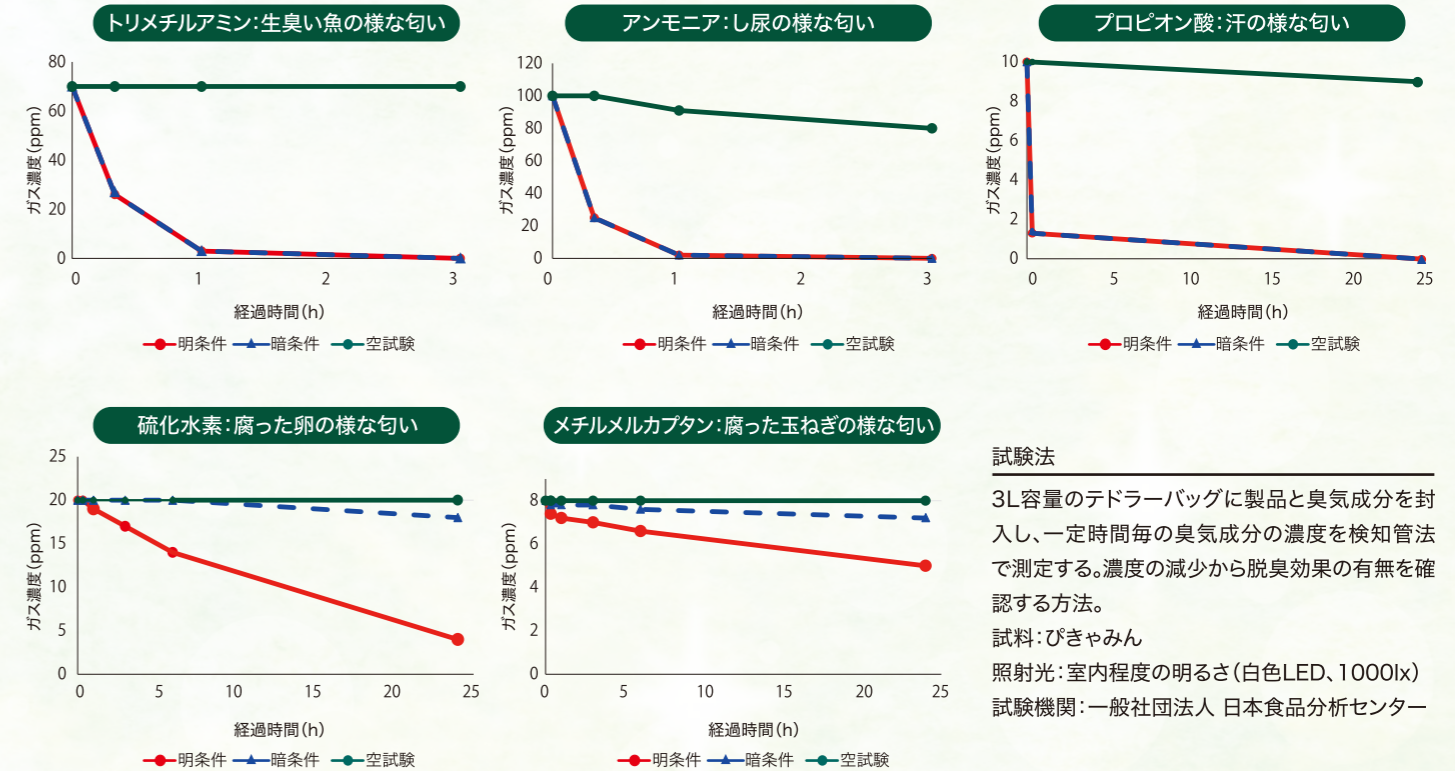 トリメチルアミン:生臭い魚の様な匂い
ガス濃度(ppm)
80
60
40
20
0
0 1 2 3
経過時間(h)
明条件 暗条件 空試験
アンモニア:し尿の様な匂い
ガス濃度(ppm)
120
100
80
60
40
20
0
0 1 2 3
経過時間(h)
明条件 暗条件 空試験
プロピオン酸:汗の様な匂い
ガス濃度(ppm)
10
8
6
4
2
0
0 5 10 15 20 25
経過時間(h)
明条件 暗条件 空試験
硫化水素:腐った卵の様な匂い
ガス濃度(ppm)
25
20
15
10
5
0
0 5 10 15 20 25
経過時間(h)
明条件 暗条件 空試験
メチルメルカプタン:腐った玉ねぎの様な匂い
ガス濃度(ppm)
8
6
4
2
0
0 5 10 15 20 25
経過時間(h)
明条件 暗条件 空試験
試験法
3L容量のテドラーバッグに製品と臭気成分を封
入し、一定時間毎の臭気成分の濃度を検知管法
で測定する。濃度の減少から脱臭効果の有無を確
認する方法。
試料:ぴきゃみん
照射光:室内程度の明るさ(白色LED、1000lx)
試験機関:一般社団法人 日本食品分析センター